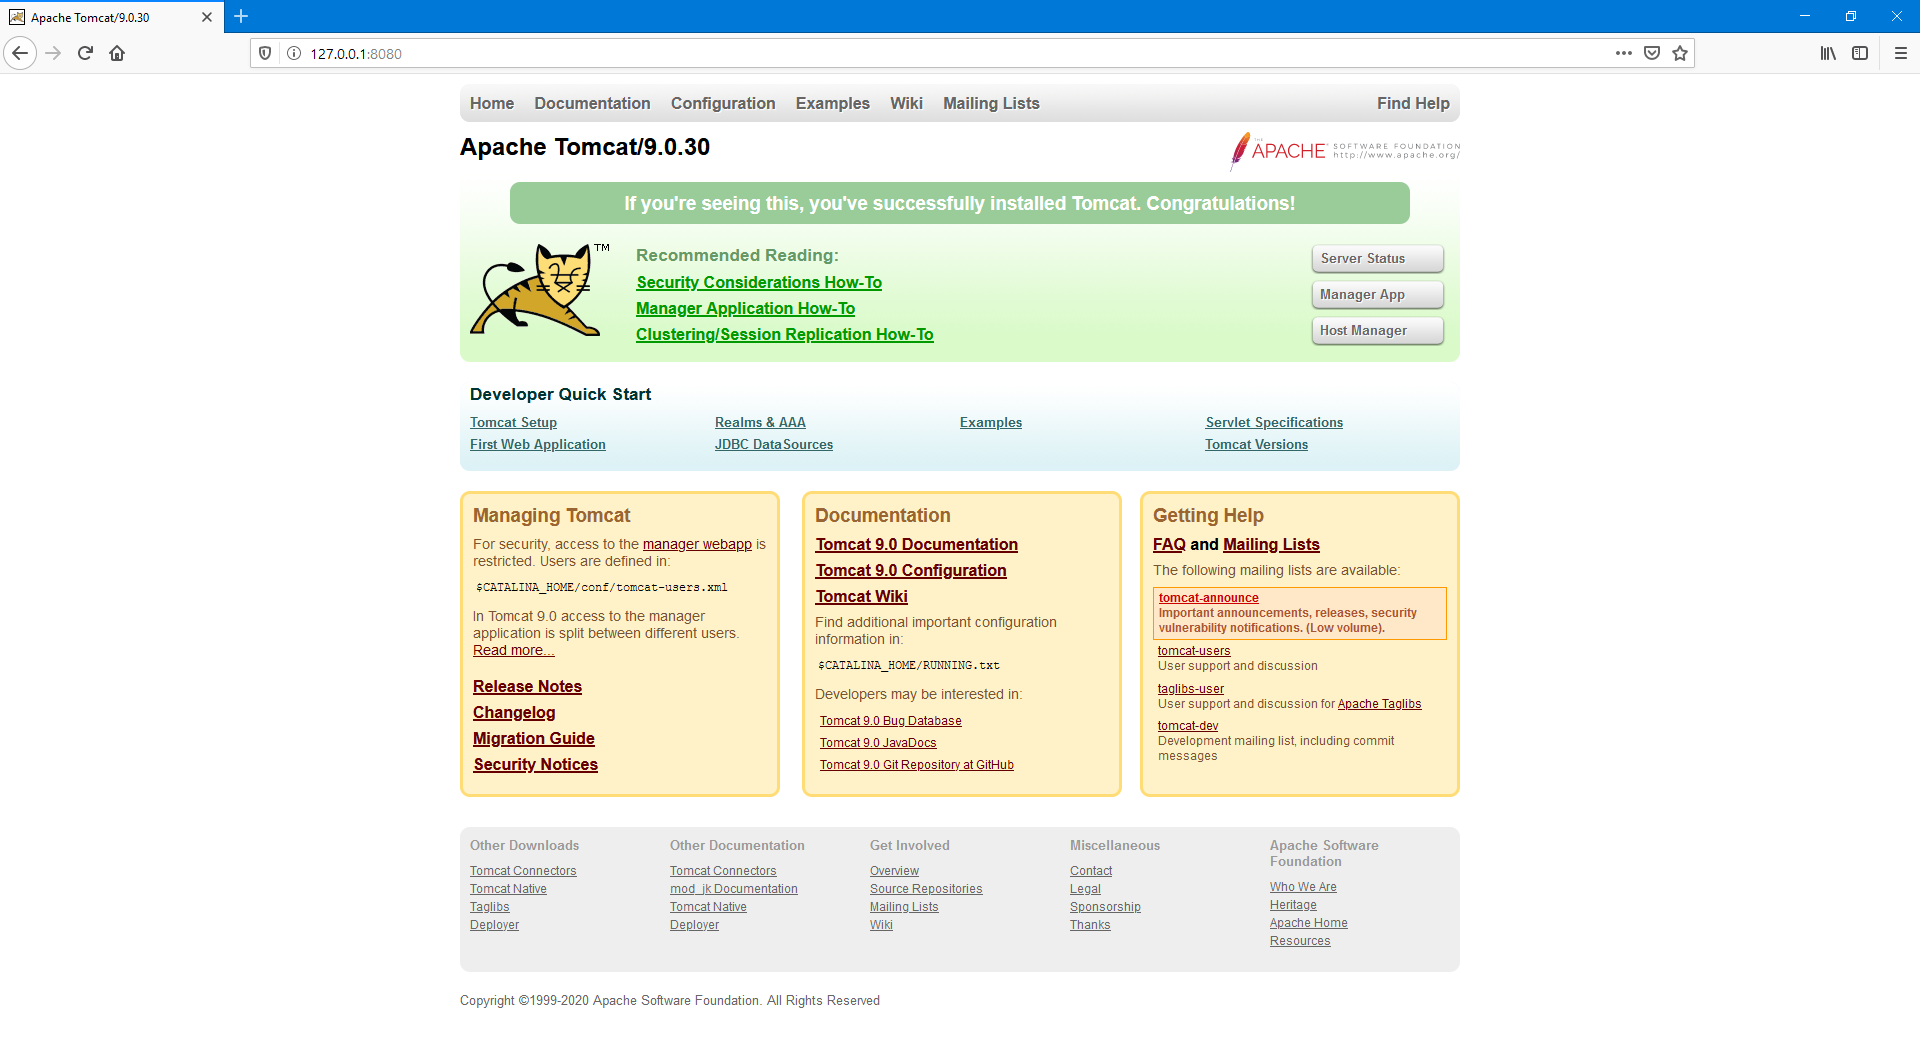 Apache Tomcat/9.0.30
127.0.0.1:8080
Home Documentation Configuration Examples Wiki Mailing Lists Find Help
Apache Tomcat/9.0.30
THE APACHE SOFTWARE FOUNDATION
http://www.apache.org/
If you're seeing this, you've successfully installed Tomcat. Congratulations!
TM
Recommended Reading:
Security Considerations How-To
Manager Application How-To
Clustering/Session Replication How-To
Server Status
Manager App
Host Manager
Developer Quick Start
Tomcat Setup
First Web Application
Realms & AAA
JDBC DataSources
Examples
Servlet Specifications
Tomcat Versions
Managing Tomcat
For security, access to the manager webapp is
restricted. Users are defined in:
$CATALINA_HOME/conf/tomcat-users.xml
In Tomcat 9.0 access to the manager
application is split between different users.
Read more...
Release Notes
Changelog
Migration Guide
Security Notices
Documentation
Tomcat 9.0 Documentation
Tomcat 9.0 Configuration
Tomcat Wiki
Find additional important configuration
information in:
$CATALINA_HOME/RUNNING.txt
Developers may be interested in:
Tomcat 9.0 Bug Database
Tomcat 9.0 JavaDocs
Tomcat 9.0 Git Repository at GitHub
Getting Help
FAQ and Mailing Lists
The following mailing lists are available:
tomcat-announce
Important announcements, releases, security
vulnerability notifications. (Low volume).
tomcat-users
User support and discussion
taglibs-user
User support and discussion for Apache Taglibs
tomcat-dev
Development mailing list, including commit
messages
Other Downloads
Tomcat Connectors
Tomcat Native
Taglibs
Deployer
Other Documentation
Tomcat Connectors
mod_jk Documentation
Tomcat Native
Deployer
Get Involved
Overview
Source Repositories
Mailing Lists
Wiki
Miscellaneous
Contact
Legal
Sponsorship
Thanks
Apache Software
Foundation
Who We Are
Heritage
Apache Home
Resources
Copyright ©1999-2020 Apache Software Foundation. All Rights Reserved